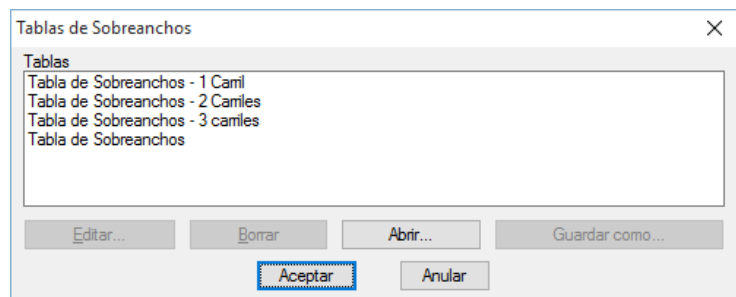 Tablas de Sobreanchos
Tablas
Tabla de Sobreanchos - 1 Carril
Tabla de Sobreanchos - 2 Carriles
Tabla de Sobreanchos - 3 carriles
Tabla de Sobreanchos
Editar... Borrar Abrir... Guardar como...
Aceptar Anular